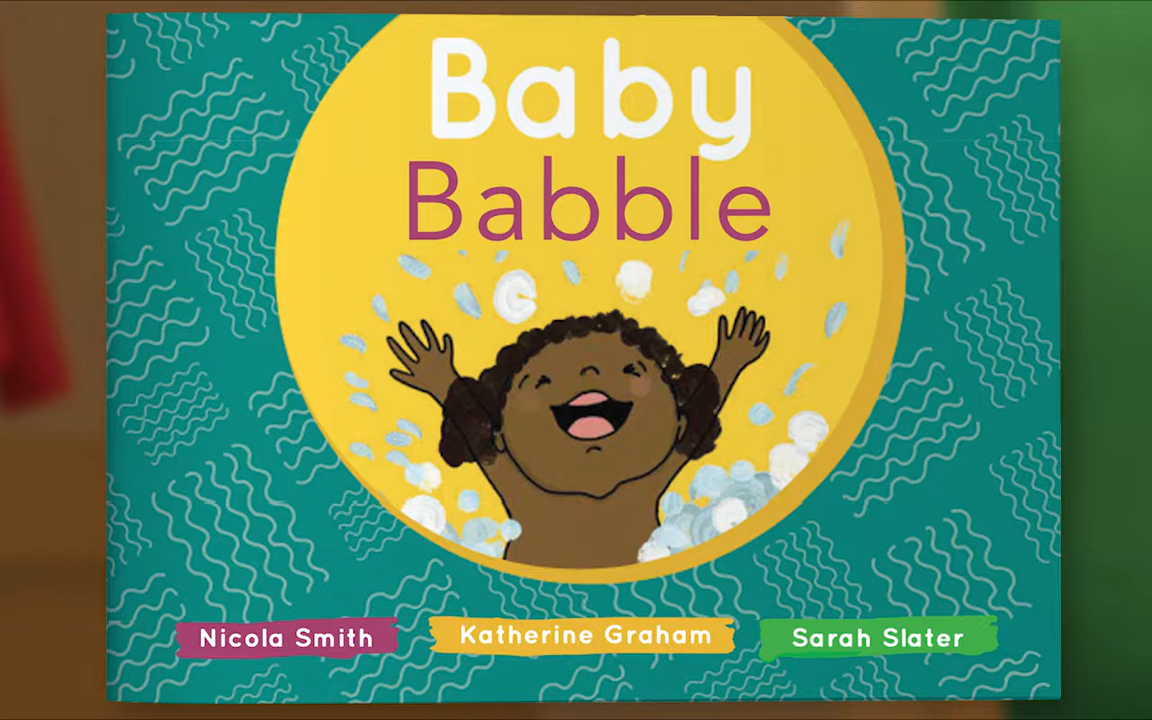 Baby
Babble
Nicola Smith
Katherine Graham
Sarah Slater